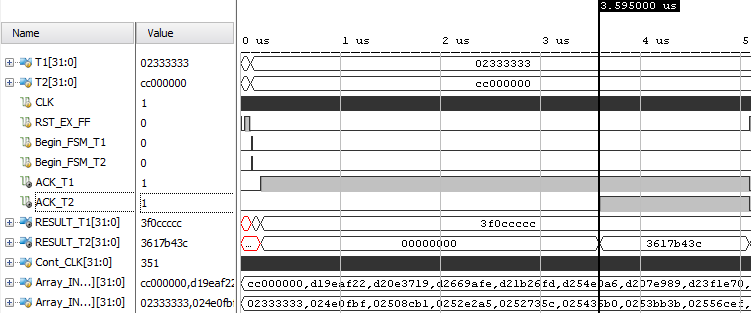 3.595000 us
Name Value 0 us 1 us 2 us 3 us 4 us 5
T1[31:0] 02333333 02333333
T2[31:0] cc000000 cc000000
CLK 1
RST_EX_FF 0
Begin_FSM_T1 0
Begin_FSM_T2 0
ACK_T1 1
ACK_T2 1
RESULT_T1[31:0] 3f0ccccc 3f0ccccc
RESULT_T2[31:0] 3617b43c ... 00000000 3617b43c
Cont_CLK[31:0] 351
Array_IN...][31:0] cc000000,d19eaf22 cc000000,d19eaf22,d20e3719,d2669afe,d21b26fd,d254e0a6,d207e989,d23f1e70,
Array_IN...][31:0] 02333333,024e0fbf 02333333,024e0fbf,02508cb1,0252e2a5,0252735c,025435b0,0253bb3b,02556cef,